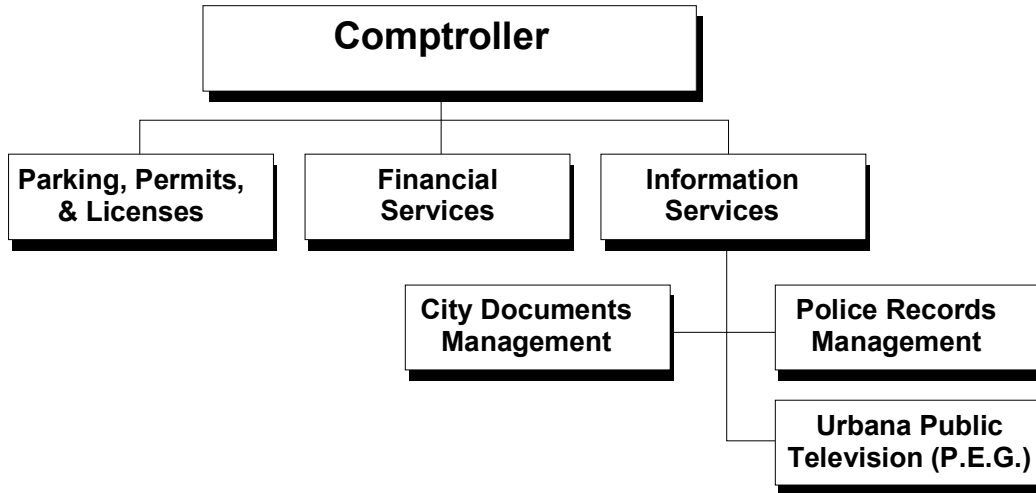 Comptroller
Parking, Permits,
& Licenses
Financial
Services
Information
Services
City Documents
Management
Police Records
Management
Urbana Public
Television (P.E.G.)